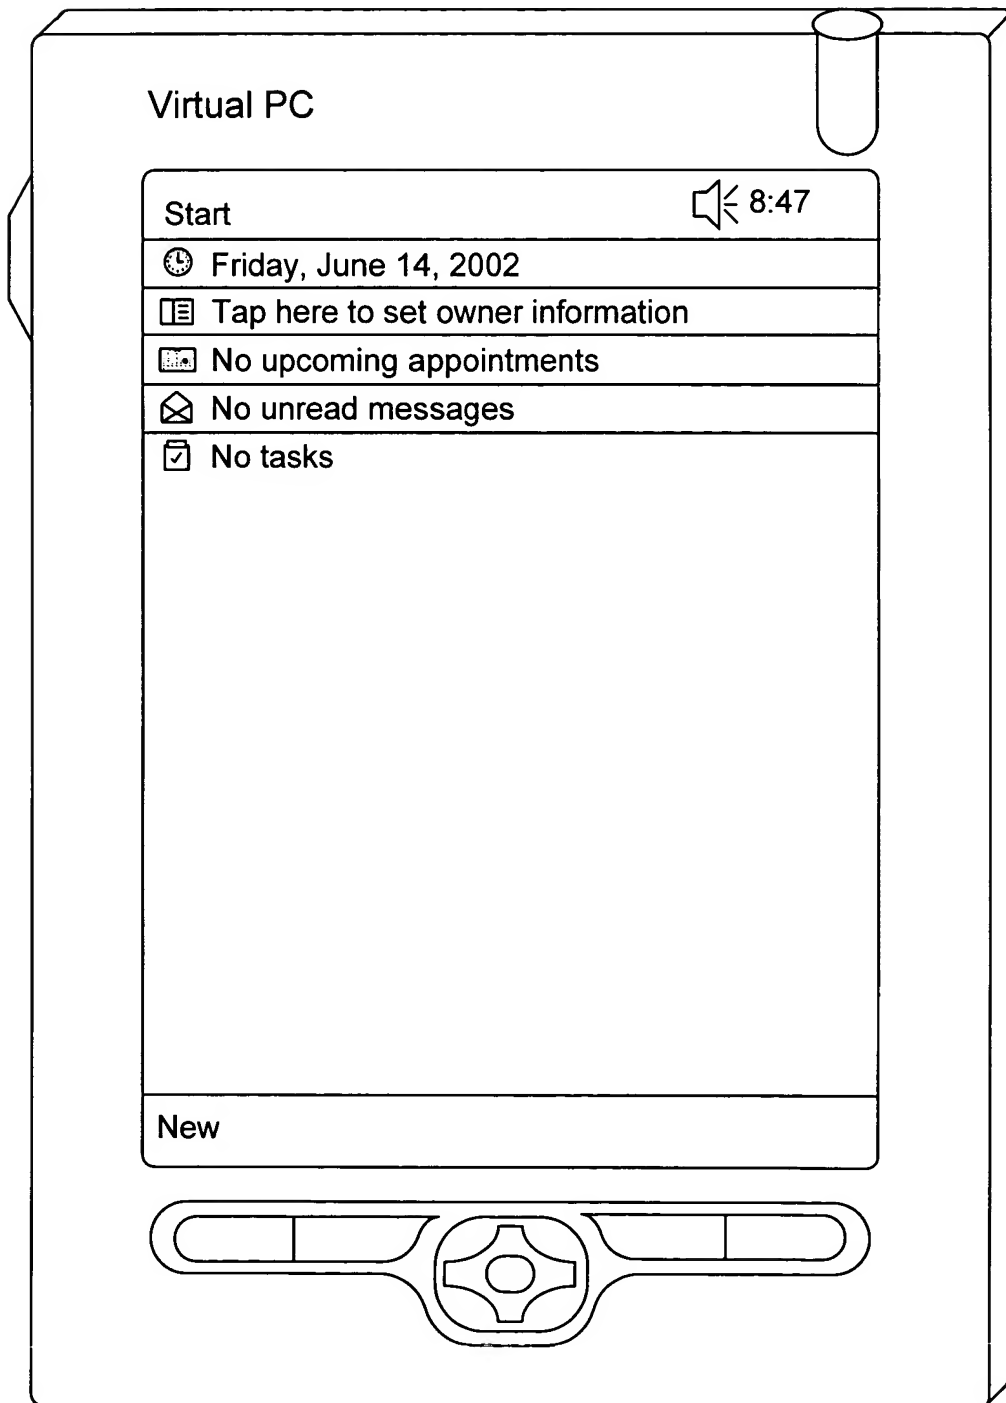 Virtual PC
Start 8:47
Friday, June 14, 2002
Tap here to set owner information
No upcoming appointments
No unread messages
No tasks
New